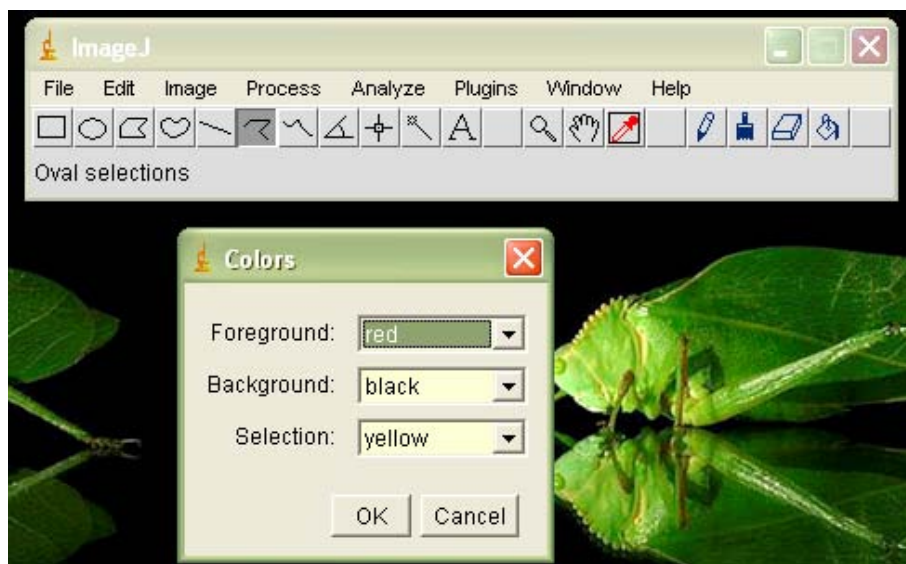 ImageJ
File Edit Image Process Analyze Plugins Window Help
A
Oval selections
Colors
Foreground: red
Background: black
Selection: yellow
OK Cancel